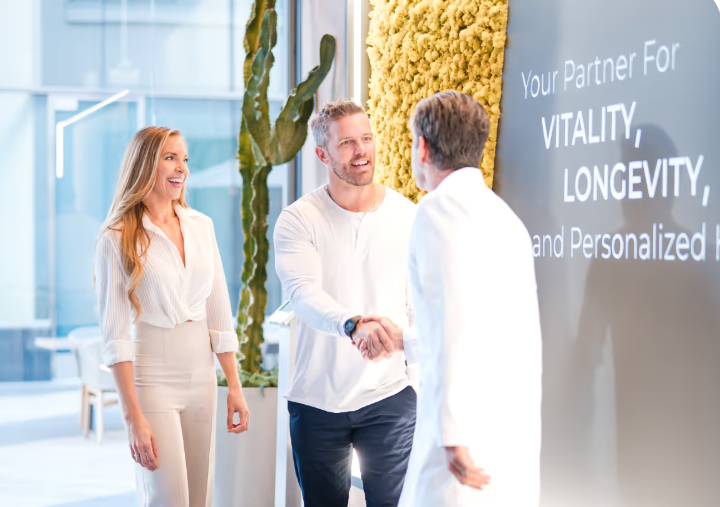 Your Partner For
VITALITY,
LONGEVITY,
and Personalized